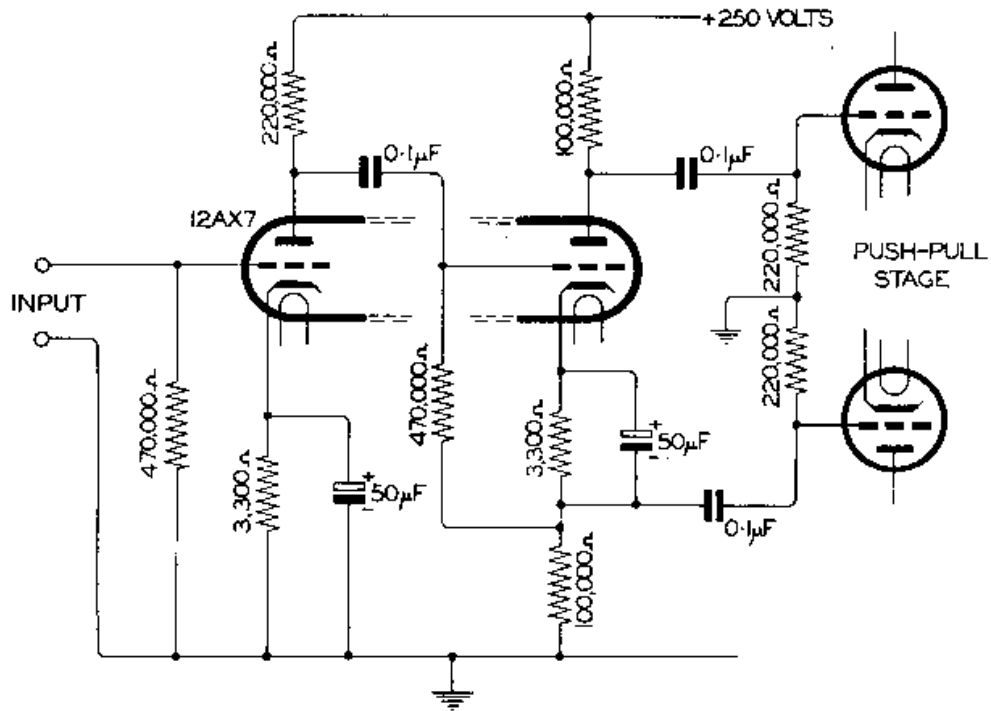 +250 VOLTS
220,000Ω
100,000Ω
0·1µF
0·1µF
12AX7
220,000Ω
PUSH-PULL
STAGE
INPUT
470,000Ω
470,000Ω
3,300Ω
+
50µF
-
3,300Ω
+
50µF
-
220,000Ω
0·1µF
100,000Ω